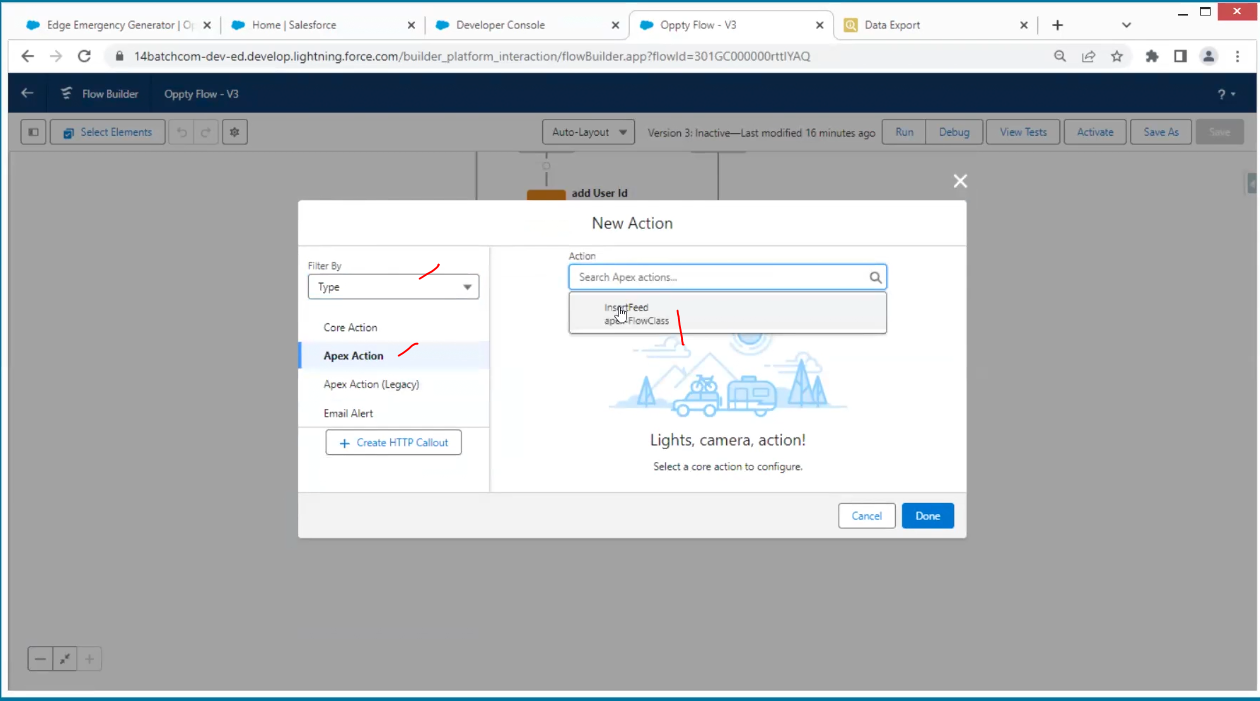 Edge Emergency Generator | Op
Home | Salesforce
Developer Console
Oppty Flow - V3
Data Export
14batchcom-dev-ed.develop.lightning.force.com/builder_platform_interaction/flowBuilder.app?flowId=301GC000000rttlYAQ
Flow Builder
Oppty Flow - V3
?
Select Elements
Auto-Layout
Version 3: Inactive—Last modified 16 minutes ago
Run
Debug
View Tests
Activate
Save As
Save
add User Id
New Action
Filter By
Type
Core Action
Apex Action
Apex Action (Legacy)
Email Alert
+ Create HTTP Callout
Action
Search Apex actions...
InsertFeed
apex-FlowClass
Lights, camera, action!
Select a core action to configure.
Cancel
Done